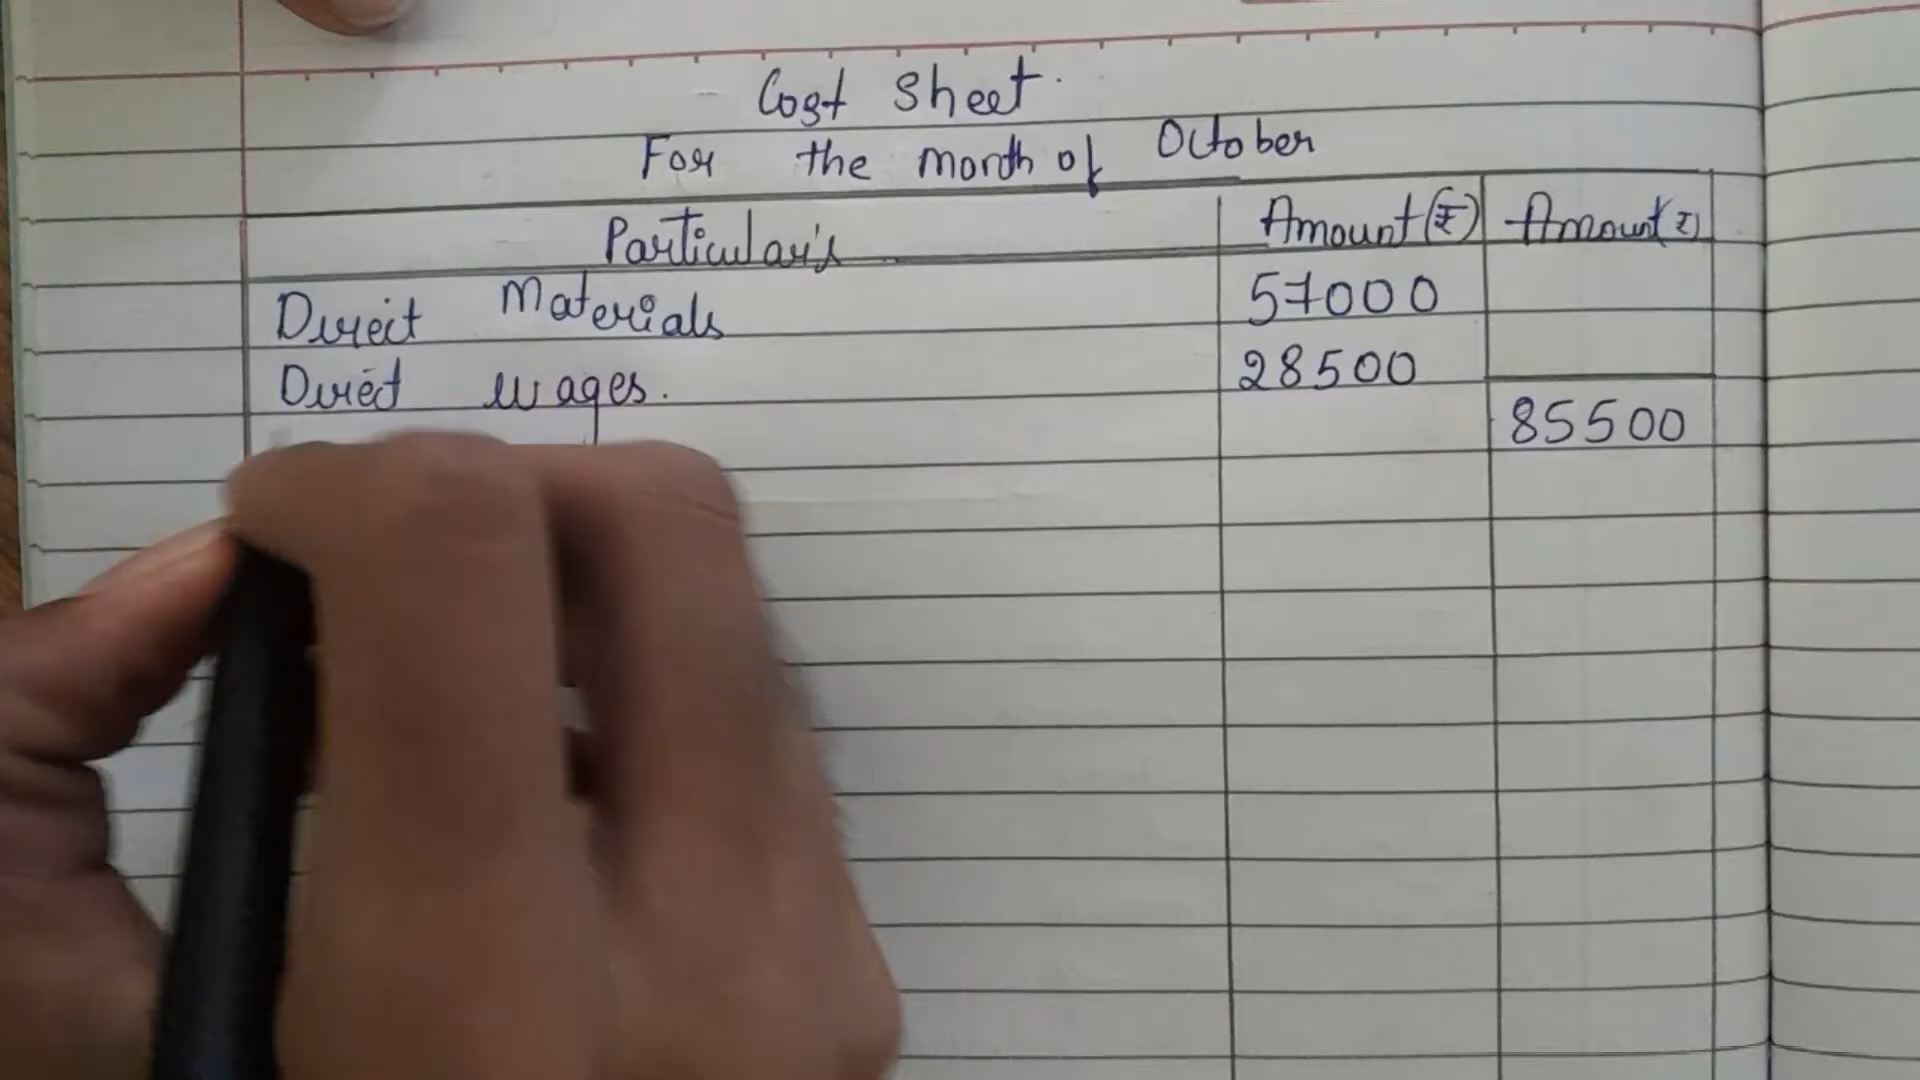 Cost Sheet.
For the month of October
Particular's Amount (₹) Amount (₹)
Direct Materials 57000
Direct wages. 28500
85500